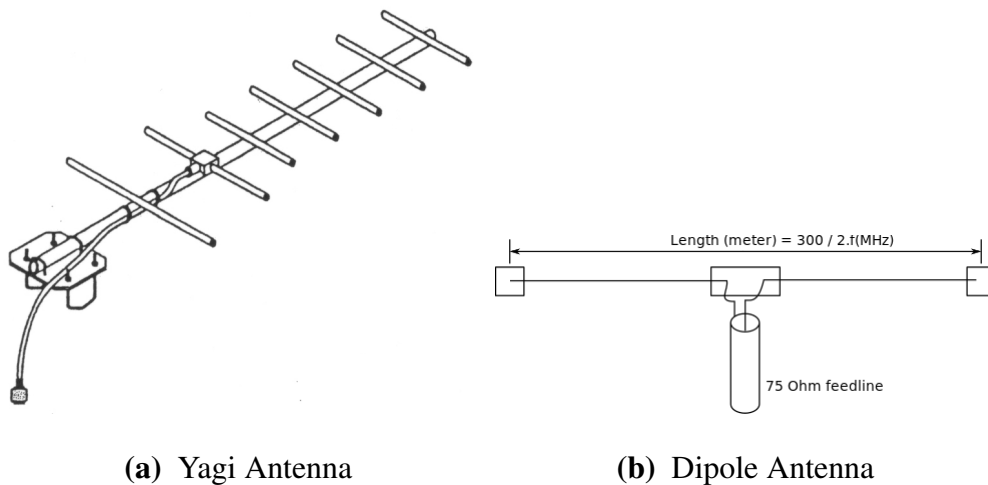 Length (meter) = 300 / 2.f(MHz)
75 Ohm feedline
(a) Yagi Antenna
(b) Dipole Antenna